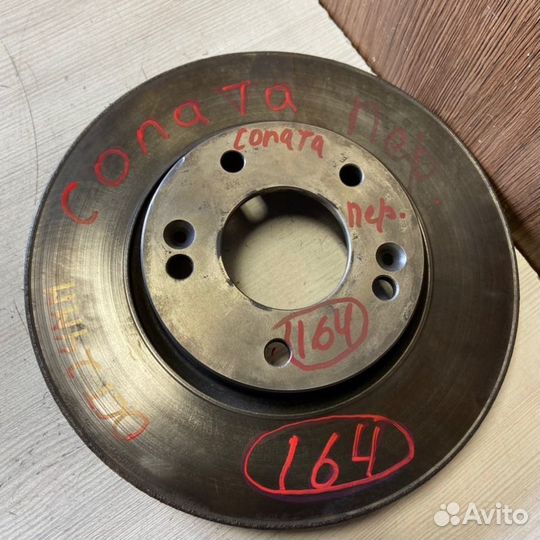 Соната пер.
Соната
пер.
164
164
Avito